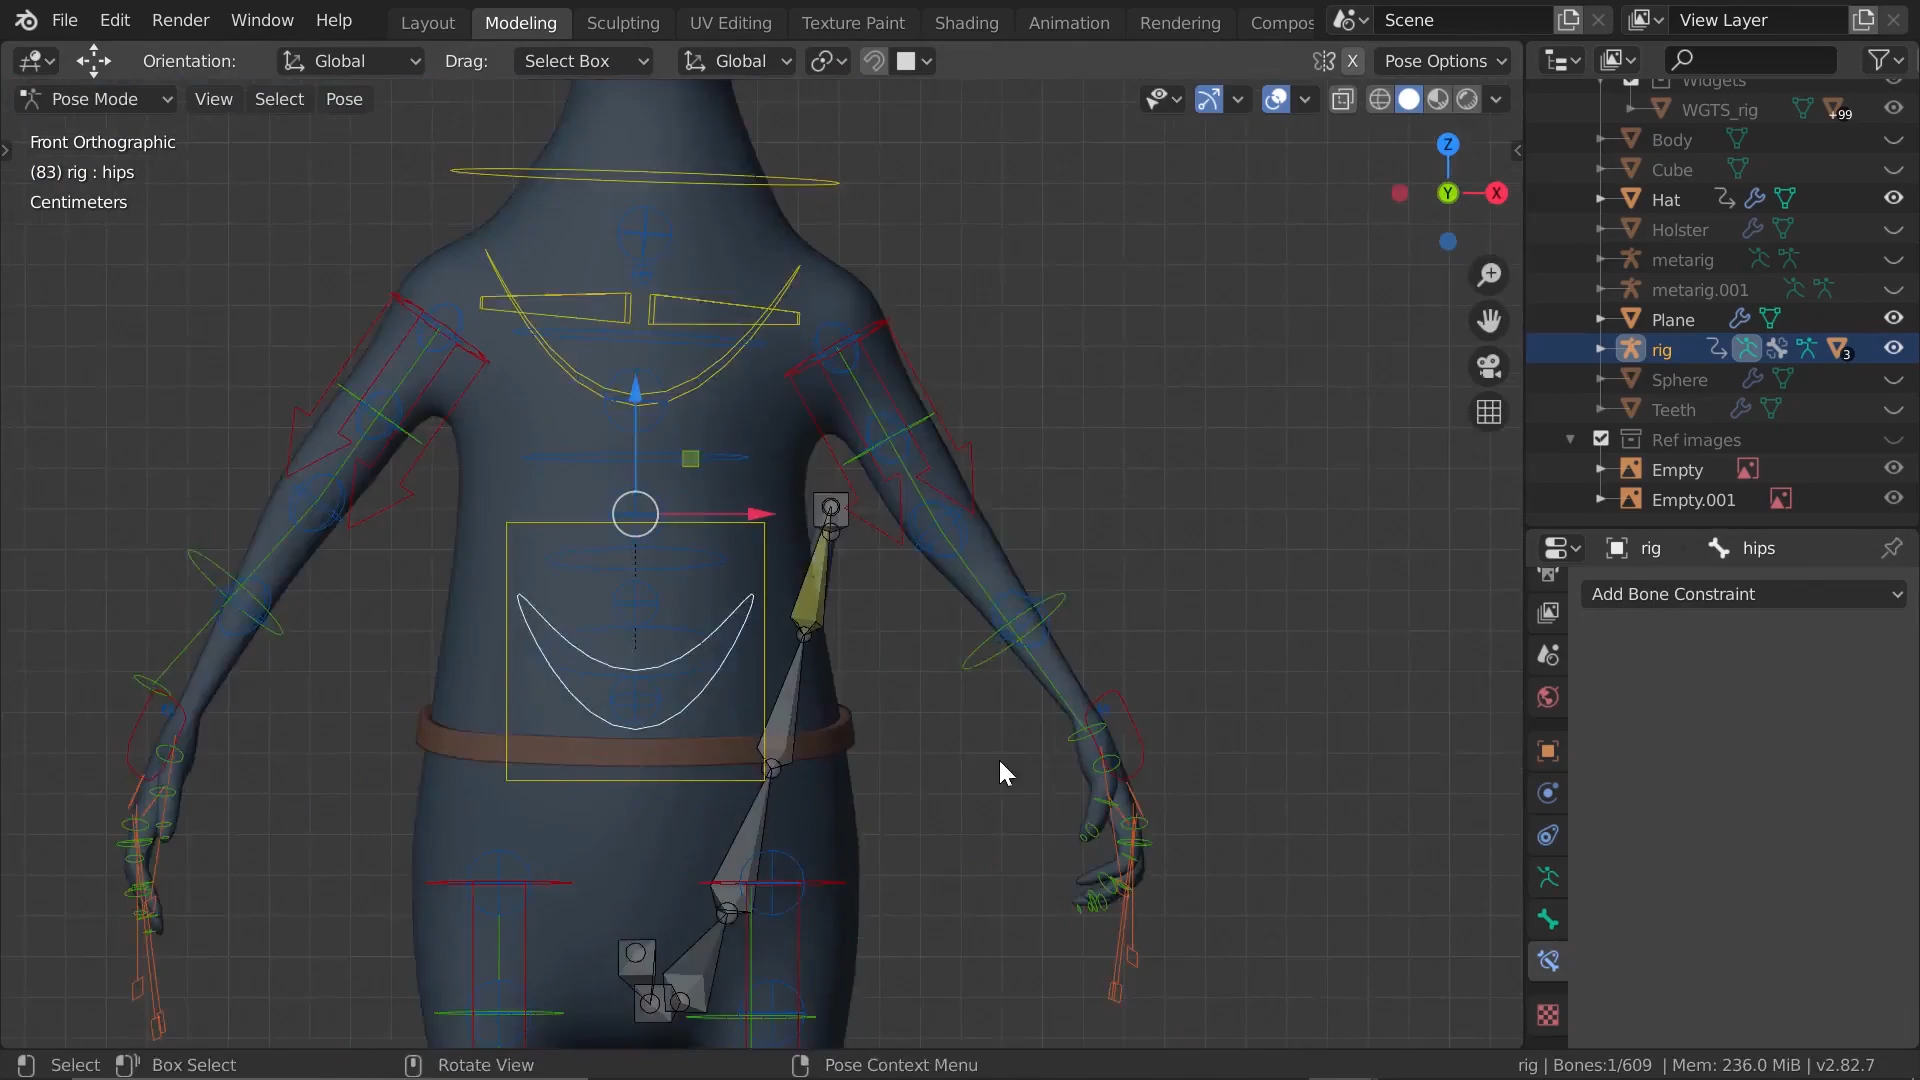 File Edit Render Window Help Layout Modeling Sculpting UV Editing Texture Paint Shading Animation Rendering Compos Scene View Layer
Orientation: Global Drag: Select Box Global X Pose Options
Pose Mode View Select Pose
Front Orthographic
(83) rig : hips
Centimeters
Z
Y
X
Widgets
WGTS_rig +99
Body
Cube
Hat
Holster
metarig
metarig.001
Plane
rig 3
Sphere
Teeth
Ref images
Empty
Empty.001
rig hips
Add Bone Constraint
Select Box Select Rotate View Pose Context Menu rig | Bones:1/609 | Mem: 236.0 MiB | v2.82.7